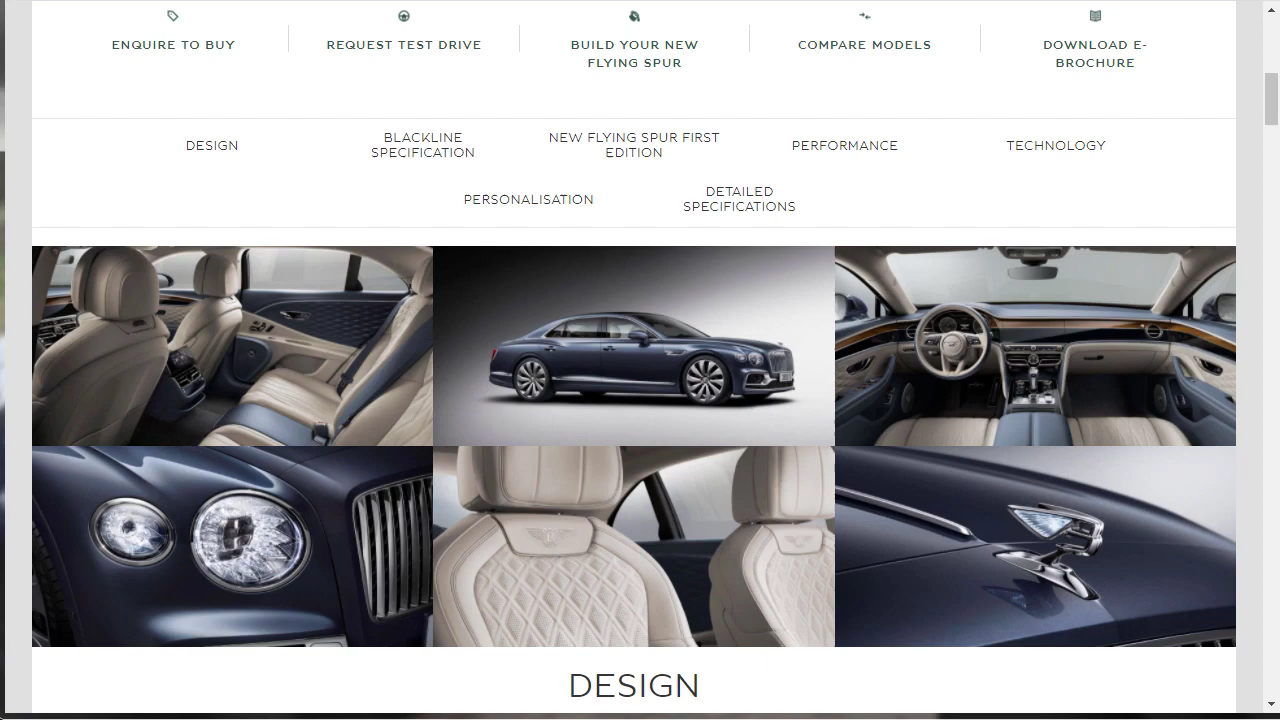 ENQUIRE TO BUY
REQUEST TEST DRIVE
BUILD YOUR NEW
FLYING SPUR
COMPARE MODELS
DOWNLOAD E-
BROCHURE
DESIGN
BLACKLINE
SPECIFICATION
NEW FLYING SPUR FIRST
EDITION
PERFORMANCE
TECHNOLOGY
PERSONALISATION
DETAILED
SPECIFICATIONS
DESIGN